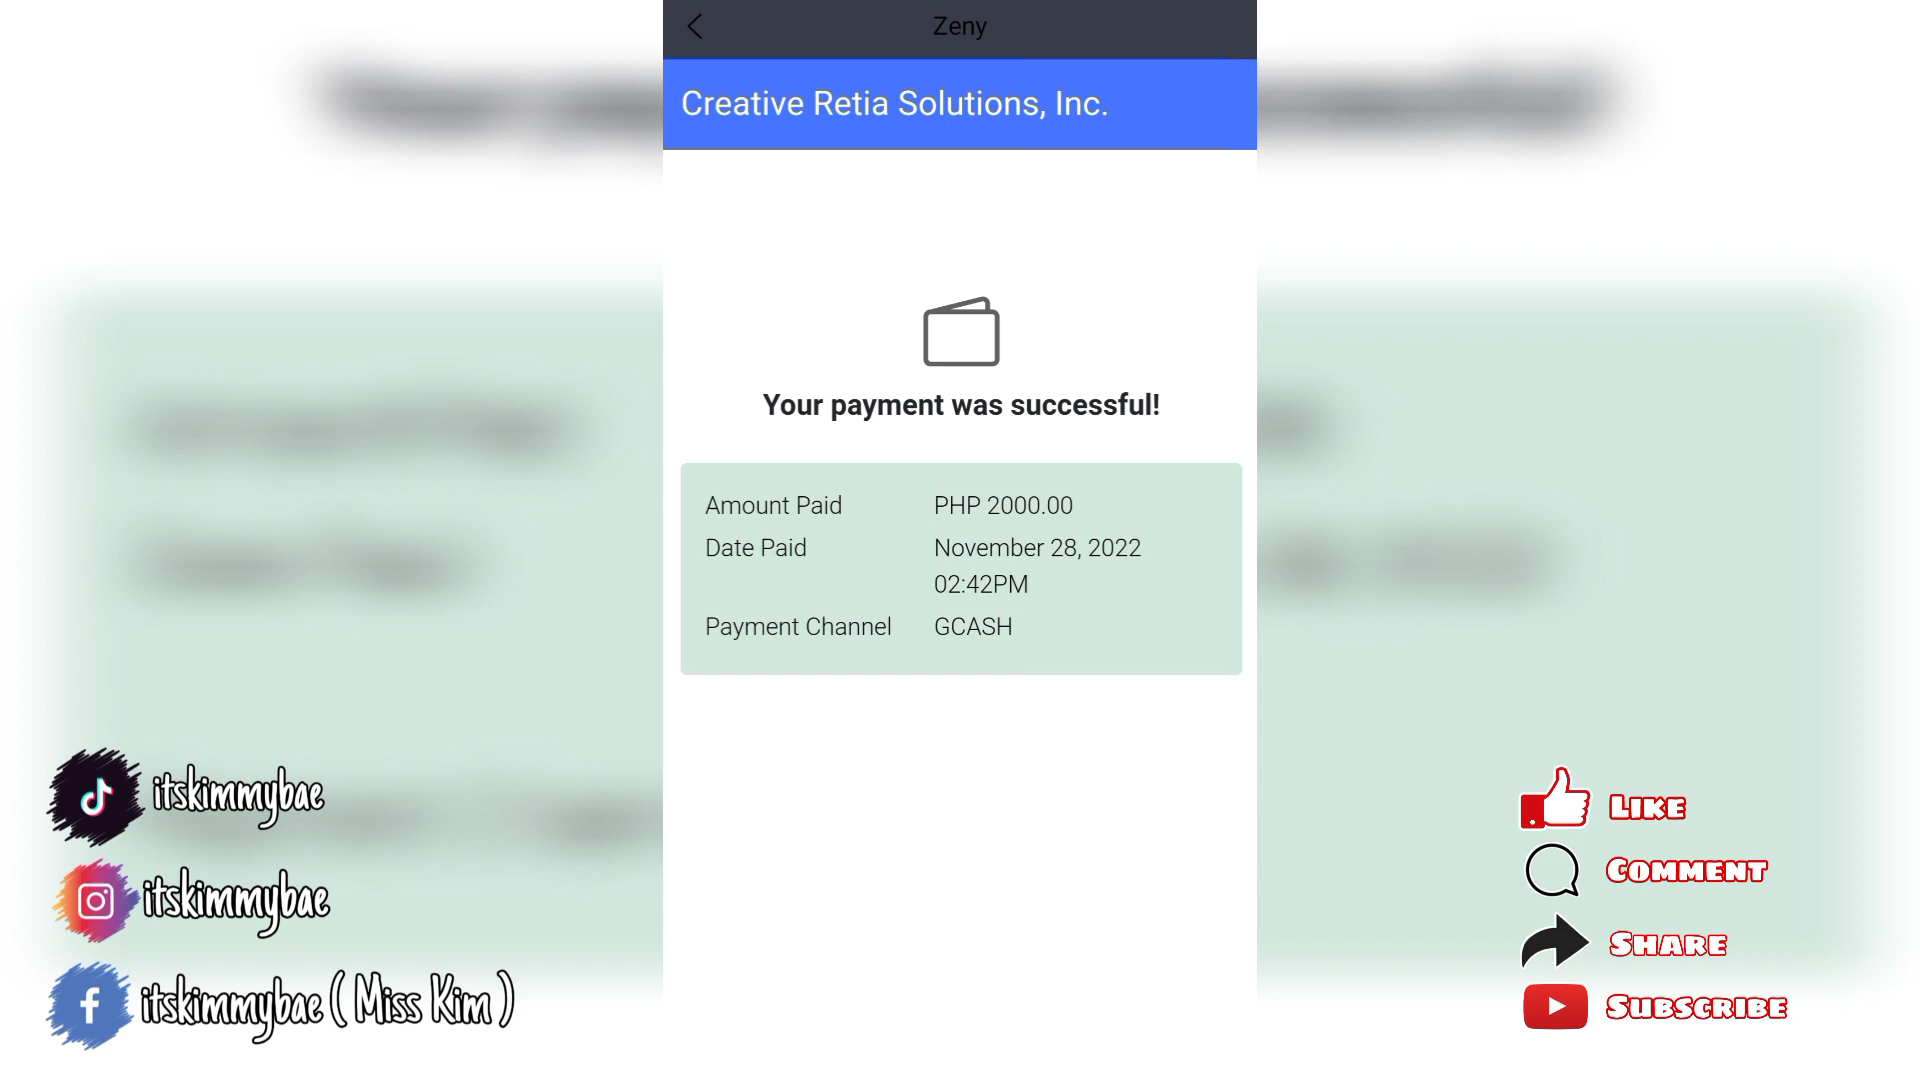 Zeny
Creative Retia Solutions, Inc.
Your payment was successful!
Amount Paid PHP 2000.00
Date Paid November 28, 2022
02:42PM
Payment Channel GCASH
itskimmybae
itskimmybae
itskimmybae ( Miss Kim )
Like
Comment
Share
Subscribe